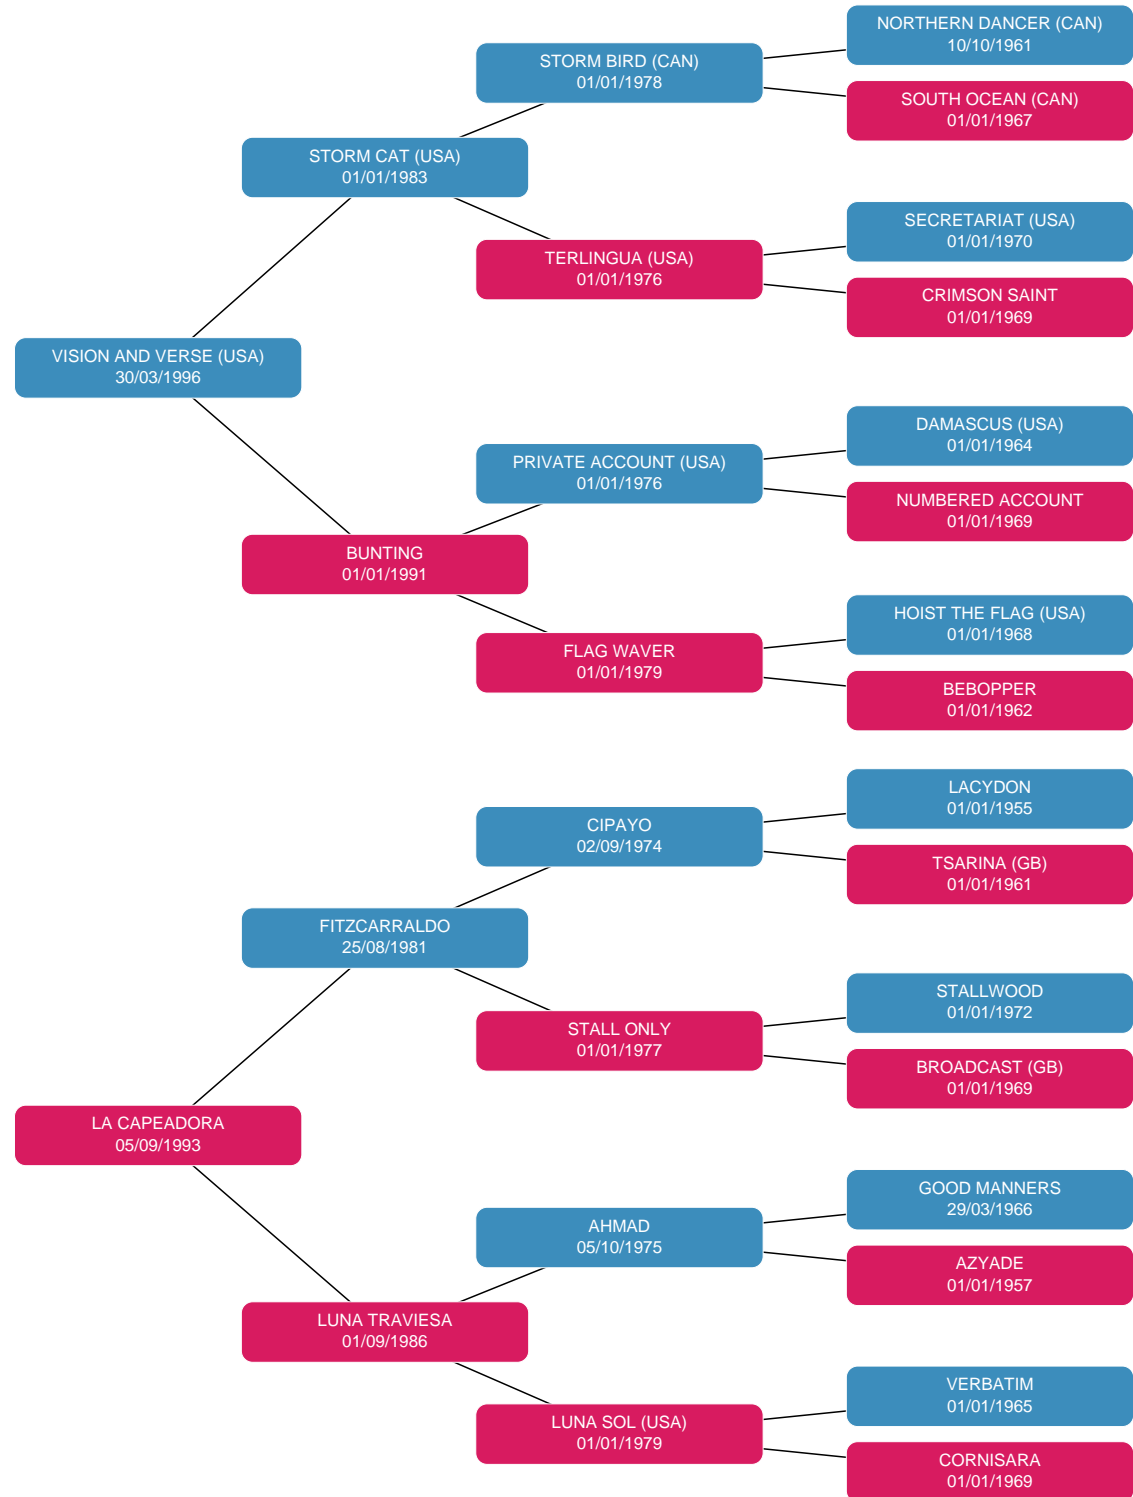 NORTHERN DANCER (CAN)
10/10/1961
STORM BIRD (CAN)
01/01/1978
SOUTH OCEAN (CAN)
01/01/1967
STORM CAT (USA)
01/01/1983
SECRETARIAT (USA)
01/01/1970
TERLINGUA (USA)
01/01/1976
CRIMSON SAINT
01/01/1969
VISION AND VERSE (USA)
30/03/1996
DAMASCUS (USA)
01/01/1964
PRIVATE ACCOUNT (USA)
01/01/1976
NUMBERED ACCOUNT
01/01/1969
BUNTING
01/01/1991
HOIST THE FLAG (USA)
01/01/1968
FLAG WAVER
01/01/1979
BEBOPPER
01/01/1962
LACYDON
01/01/1955
CIPAYO
02/09/1974
TSARINA (GB)
01/01/1961
FITZCARRALDO
25/08/1981
STALLWOOD
01/01/1972
STALL ONLY
01/01/1977
BROADCAST (GB)
01/01/1969
LA CAPEADORA
05/09/1993
GOOD MANNERS
29/03/1966
AHMAD
05/10/1975
AZYADE
01/01/1957
LUNA TRAVIESA
01/09/1986
VERBATIM
01/01/1965
LUNA SOL (USA)
01/01/1979
CORNISARA
01/01/1969